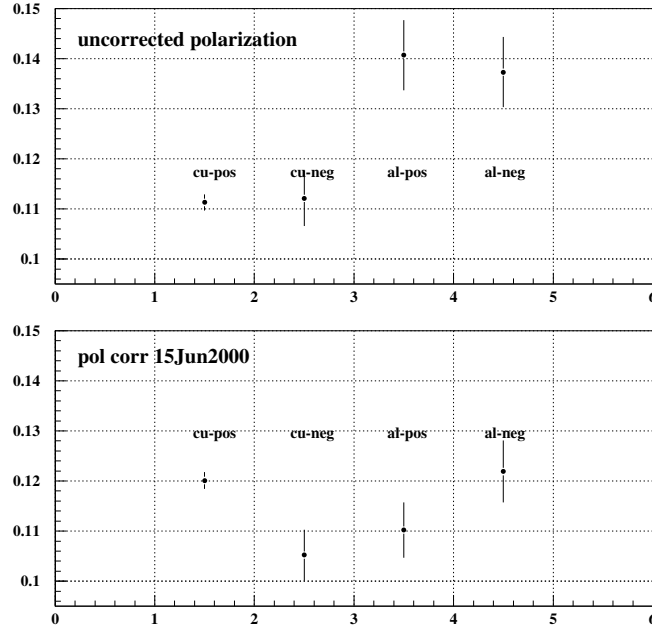 0.15
uncorrected polarization
0.14
0.13
0.12
cu-pos cu-neg al-pos al-neg
0.11
0.1
0 1 2 3 4 5 6
0.15
pol corr 15Jun2000
0.14
0.13
cu-pos cu-neg al-pos al-neg
0.12
0.11
0.1
0 1 2 3 4 5 6